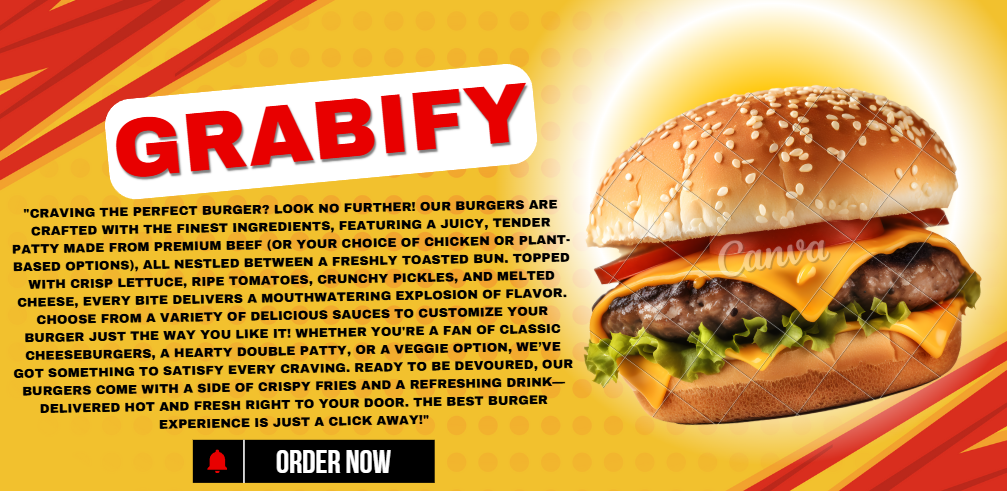 GRABIFY
"CRAVING THE PERFECT BURGER? LOOK NO FURTHER! OUR BURGERS ARE
CRAFTED WITH THE FINEST INGREDIENTS, FEATURING A JUICY, TENDER
PATTY MADE FROM PREMIUM BEEF (OR YOUR CHOICE OF CHICKEN OR PLANT-
BASED OPTIONS), ALL NESTLED BETWEEN A FRESHLY TOASTED BUN. TOPPED
WITH CRISP LETTUCE, RIPE TOMATOES, CRUNCHY PICKLES, AND MELTED
CHEESE, EVERY BITE DELIVERS A MOUTHWATERING EXPLOSION OF FLAVOR.
CHOOSE FROM A VARIETY OF DELICIOUS SAUCES TO CUSTOMIZE YOUR
BURGER JUST THE WAY YOU LIKE IT! WHETHER YOU'RE A FAN OF CLASSIC
CHEESEBURGERS, A HEARTY DOUBLE PATTY, OR A VEGGIE OPTION, WE'VE
GOT SOMETHING TO SATISFY EVERY CRAVING. READY TO BE DEVOURED, OUR
BURGERS COME WITH A SIDE OF CRISPY FRIES AND A REFRESHING DRINK—
DELIVERED HOT AND FRESH RIGHT TO YOUR DOOR. THE BEST BURGER
EXPERIENCE IS JUST A CLICK AWAY!"
ORDER NOW
Canva